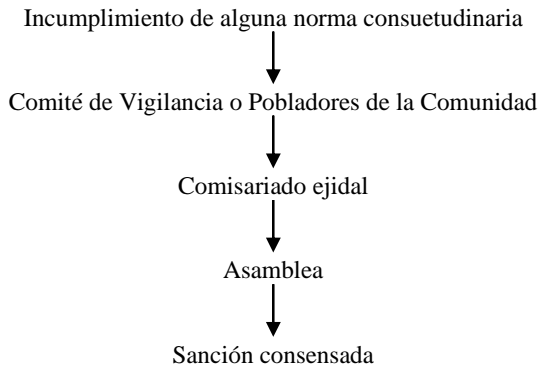 Incumplimiento de alguna norma consuetudinaria
Comité de Vigilancia o Pobladores de la Comunidad
Comisariado ejidal
Asamblea
Sanción consensada